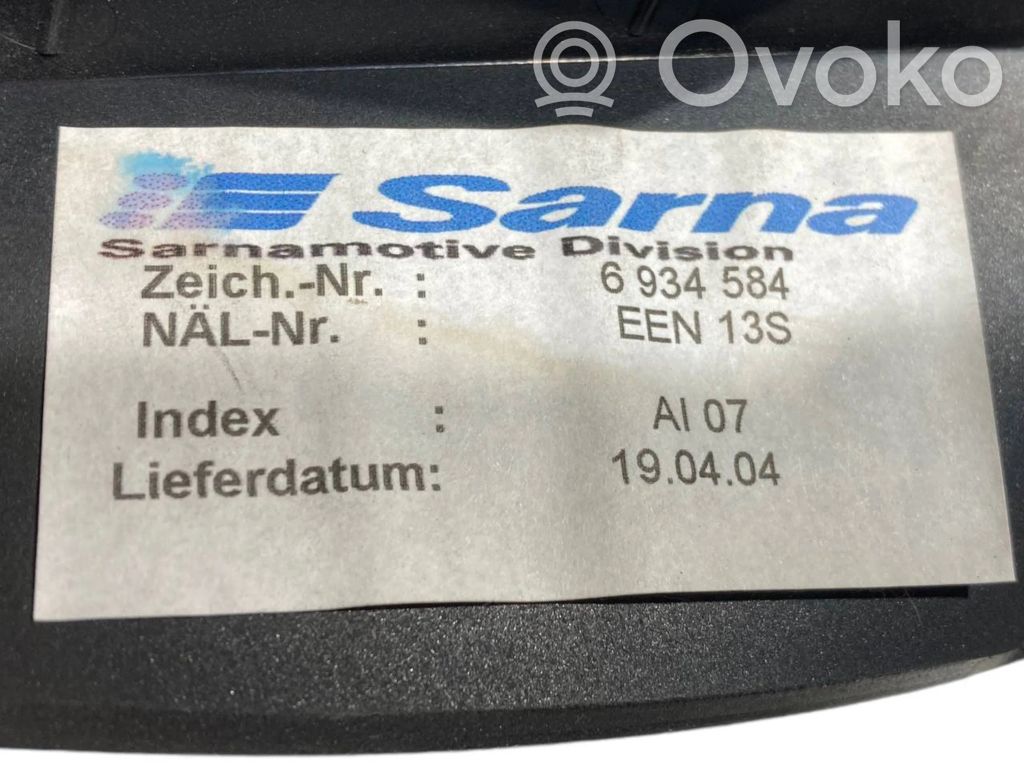 Ovoko
Sarna
Sarnamotive Division
Zeich.-Nr. : 6 934 584
NÄL-Nr. : EEN 13S
Index : AI 07
Lieferdatum: 19.04.04